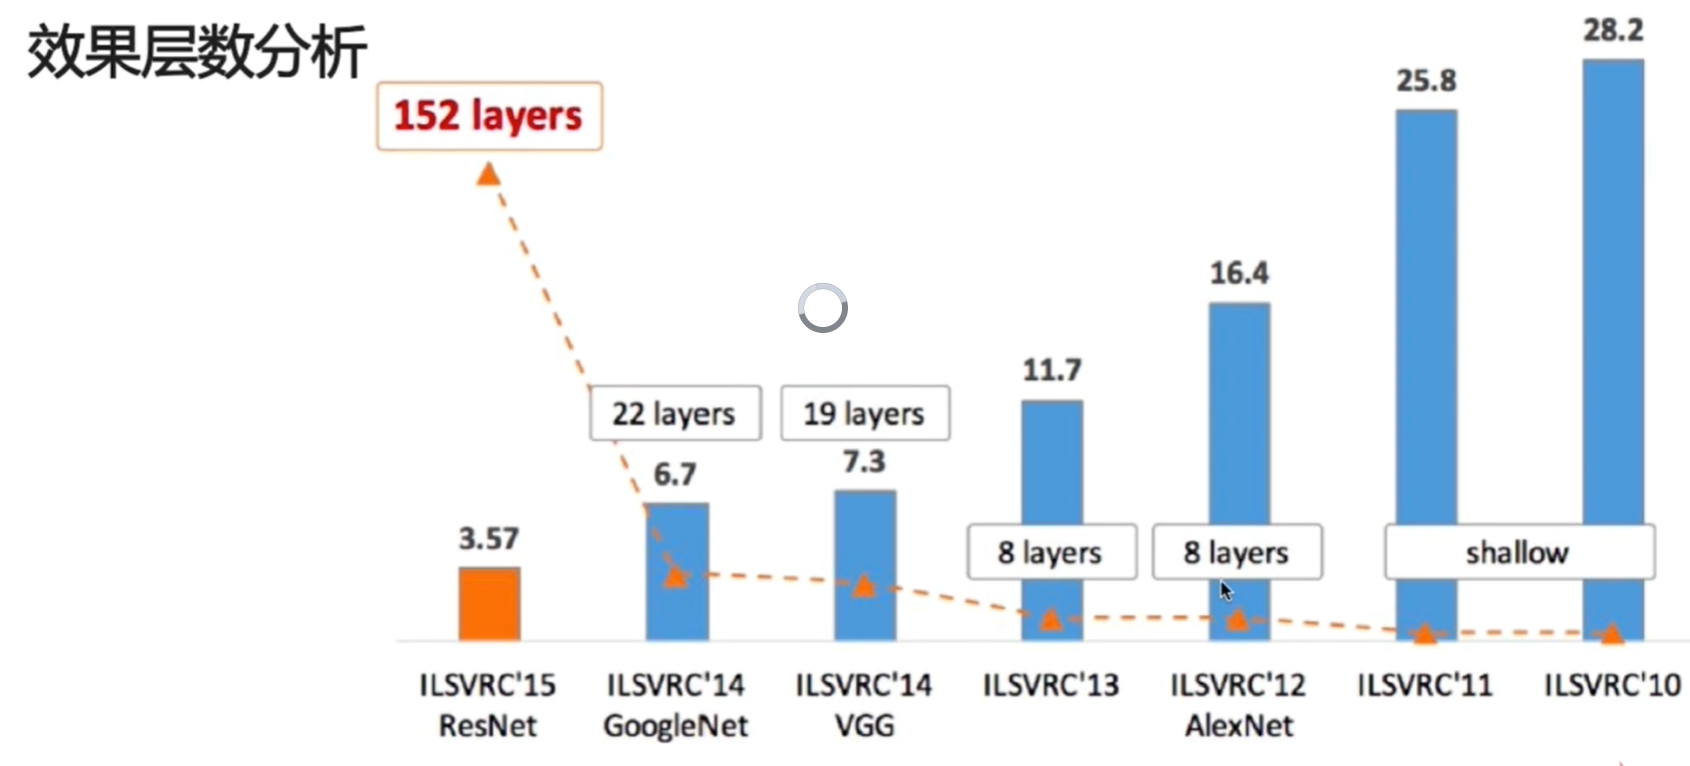 效果层数分析
28.2
25.8
152 layers
16.4
11.7
22 layers
19 layers
7.3
6.7
3.57
8 layers
8 layers
shallow
ILSVRC'15
ResNet
ILSVRC'14
GoogleNet
ILSVRC'14
VGG
ILSVRC'13
ILSVRC'12
AlexNet
ILSVRC'11
ILSVRC'10